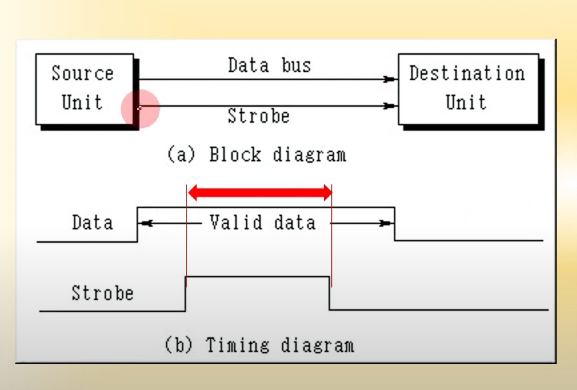 Source
Unit
Data bus
Strobe
Destination
Unit
(a) Block diagram
Data
Valid data
Strobe
(b) Timing diagram